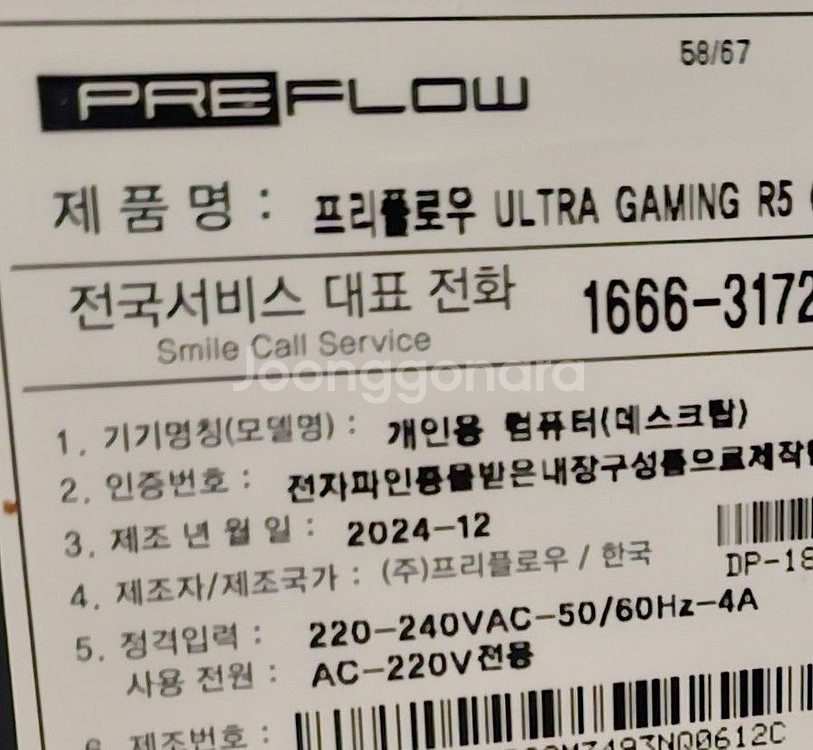 58/67
PREFLOW
제 품 명 : 프리플로우 ULTRA GAMING R5
전국서비스 대표 전화 1666-3172
Smile Call Service
Joonggonara
1. 기기명칭(모델명) : 개인용 컴퓨터(데스크탑)
2. 인증번호 : 전자파인증을받은내장구성품으로제작
3. 제조 년 월 일 : 2024-12
DP-18
4. 제조자/제조국가 : (주)프리플로우 / 한국
5. 정격입력 : 220-240VAC-50/60Hz-4A
사용 전원 : AC-220V전용
6. 제조번호 :